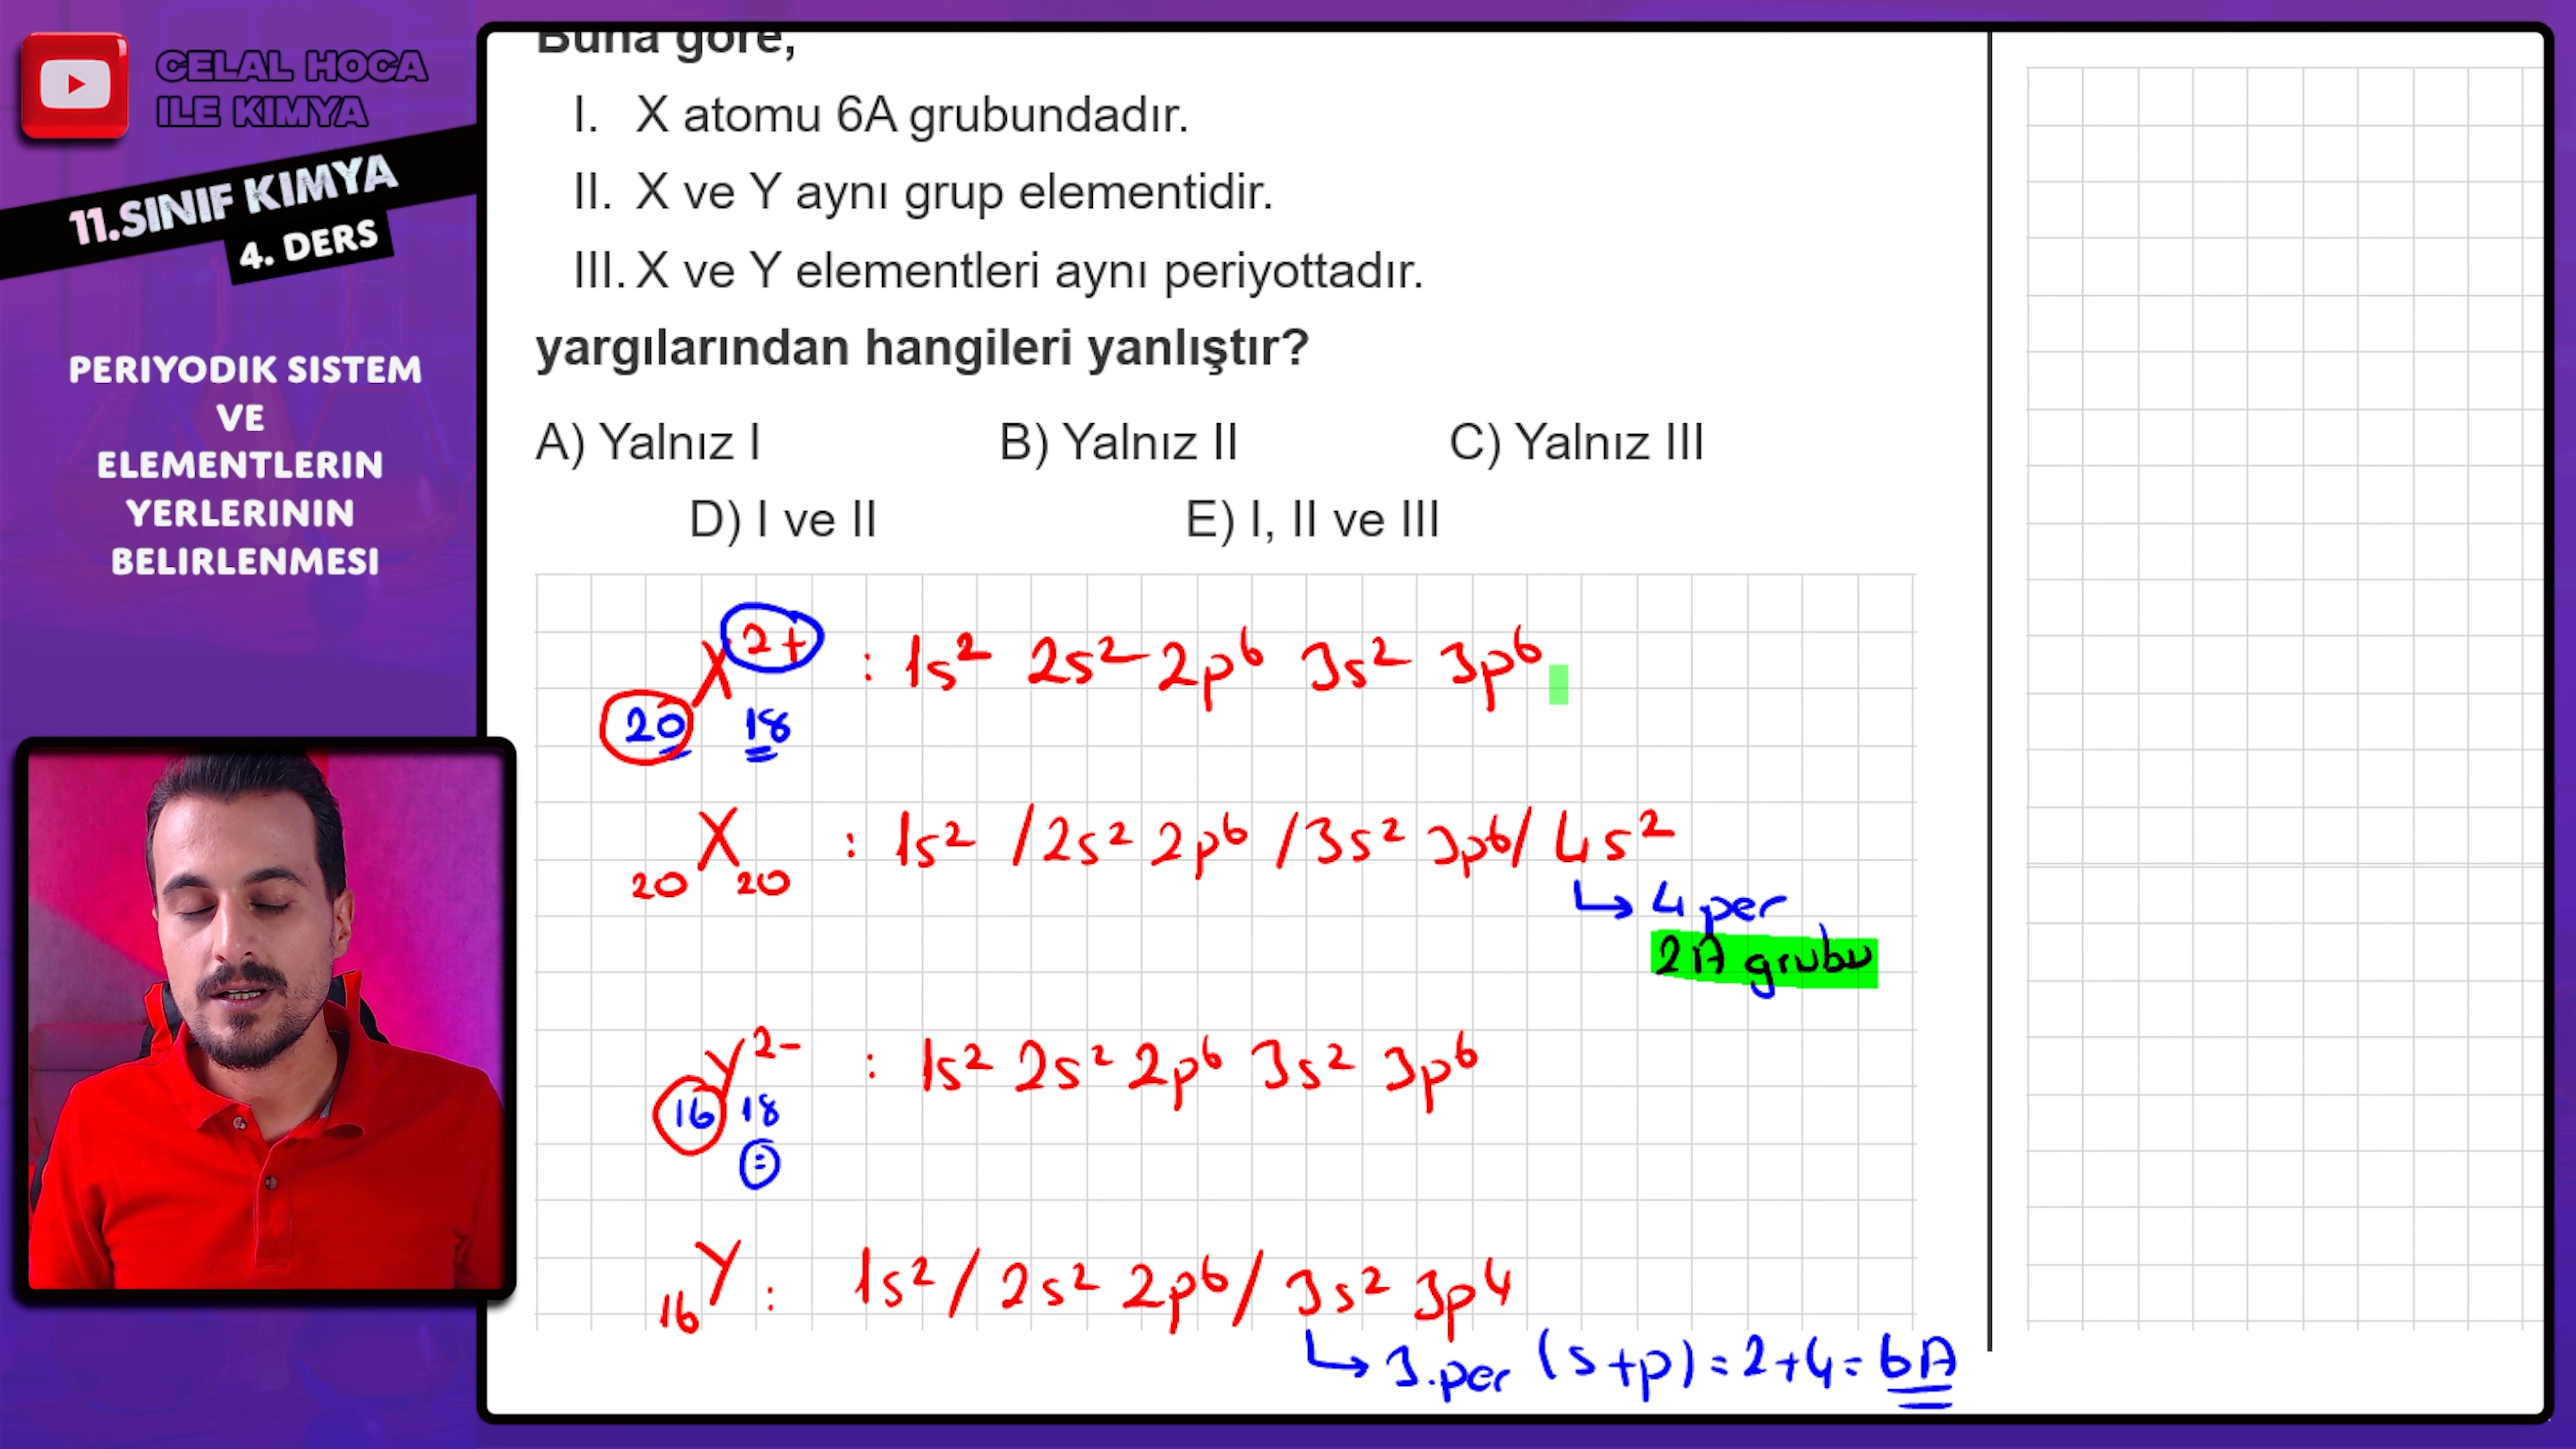 CELAL HOCA
ILE KIMYA
11.SINIF KIMYA
4. DERS
PERIYODIK SISTEM
VE
ELEMENTLERIN
YERLERININ
BELIRLENMESI
Buna göre,
I. X atomu 6A grubundadır.
II. X ve Y aynı grup elementidir.
III. X ve Y elementleri aynı periyottadır.
yargılarından hangileri yanlıştır?
A) Yalnız I B) Yalnız II C) Yalnız III
D) I ve II E) I, II ve III
20 X 2+ 18 : 1s² 2s² 2p⁶ 3s² 3p⁶
20 X 20 : 1s² / 2s² 2p⁶ / 3s² 3p⁶ / 4s²
↳ 4 per
2A grubu
16 Y 2- 18 : 1s² 2s² 2p⁶ 3s² 3p⁶
16 Y : 1s² / 2s² 2p⁶ / 3s² 3p⁴
↳ 3.per (s+p) = 2+4 = 6A